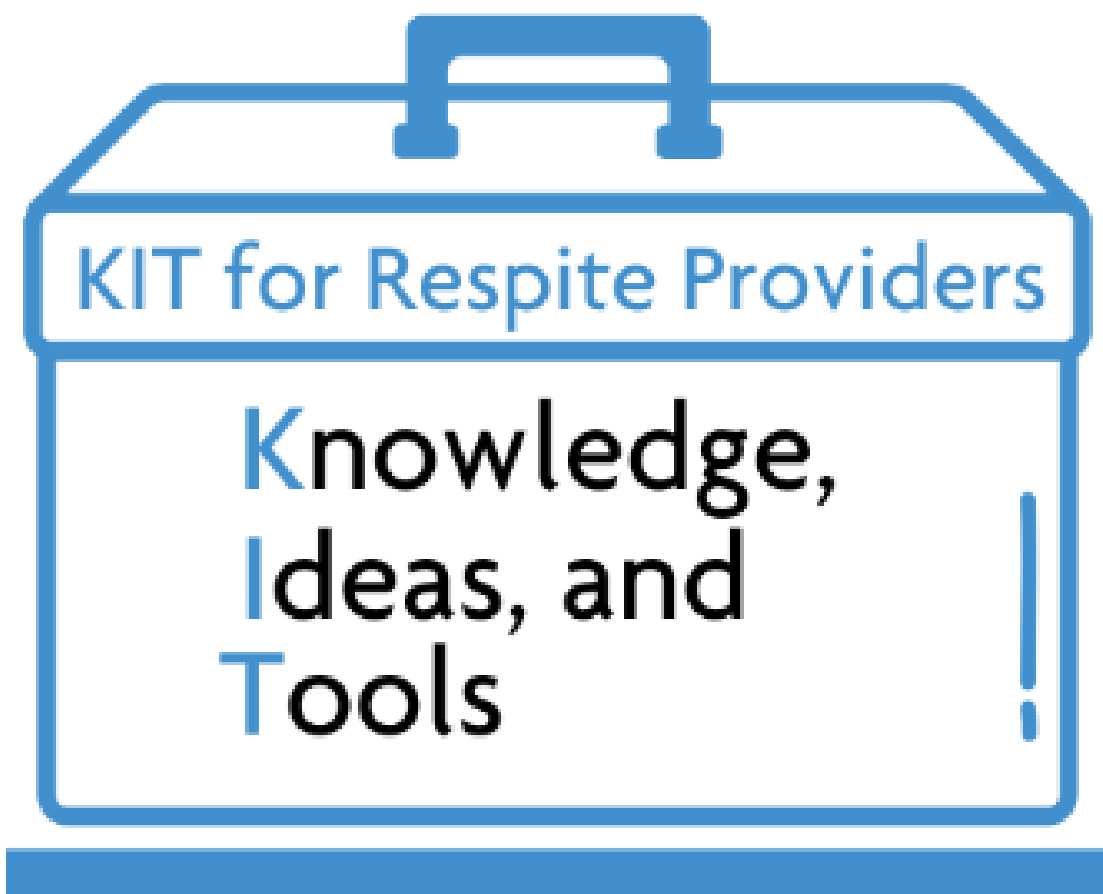 KIT for Respite Providers
Knowledge,
Ideas, and
Tools